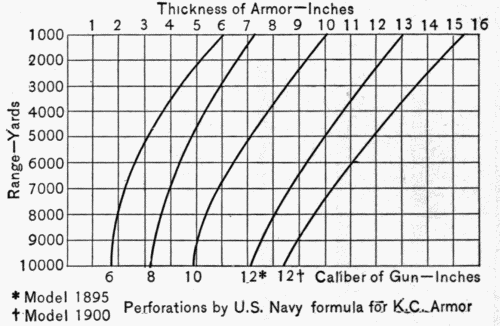 Thickness of Armor—Inches
1 2 3 4 5 6 7 8 9 10 11 12 13 14 15 16
Range—Yards
1000
2000
3000
4000
5000
6000
7000
8000
9000
10000
6 8 10 12* 12† Caliber of Gun—Inches
* Model 1895
† Model 1900
Perforations by U.S. Navy formula for K.C. Armor